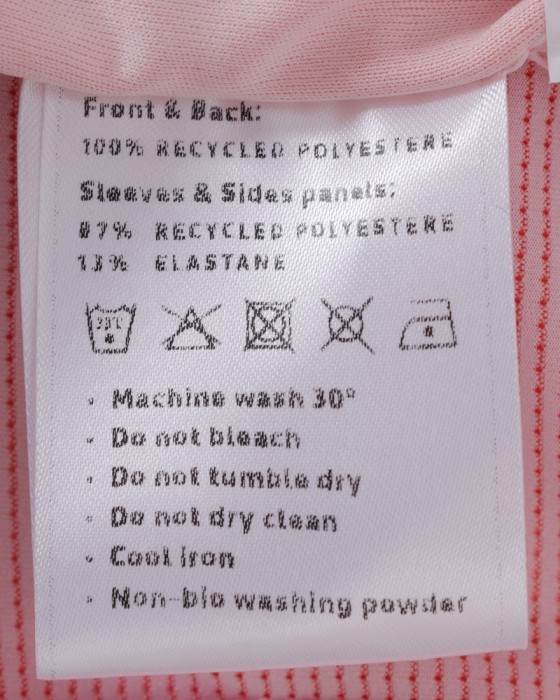 Front & Back:
100% RECYCLED POLYESTERE
Sleeves & Sides panels:
87% RECYCLED POLYESTERE
13% ELASTANE
30°
• Machine wash 30°
• Do not bleach
• Do not tumble dry
• Do not dry clean
• Cool iron
• Non-bio washing powder